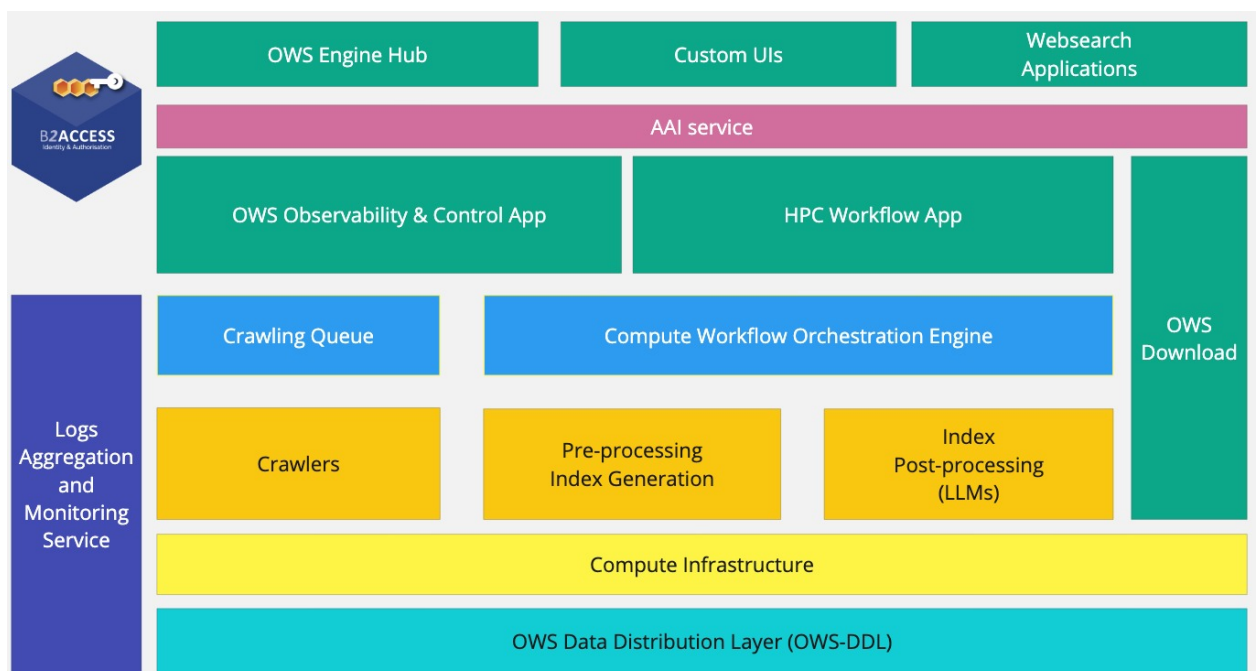 OWS Engine Hub
Custom UIs
Websearch
Applications
B2ACCESS
Identity & Authorisation
AAI service
OWS Observability & Control App
HPC Workflow App
OWS
Download
Crawling Queue
Compute Workflow Orchestration Engine
Logs
Aggregation
and
Monitoring
Service
Crawlers
Pre-processing
Index Generation
Index
Post-processing
(LLMs)
Compute Infrastructure
OWS Data Distribution Layer (OWS-DDL)